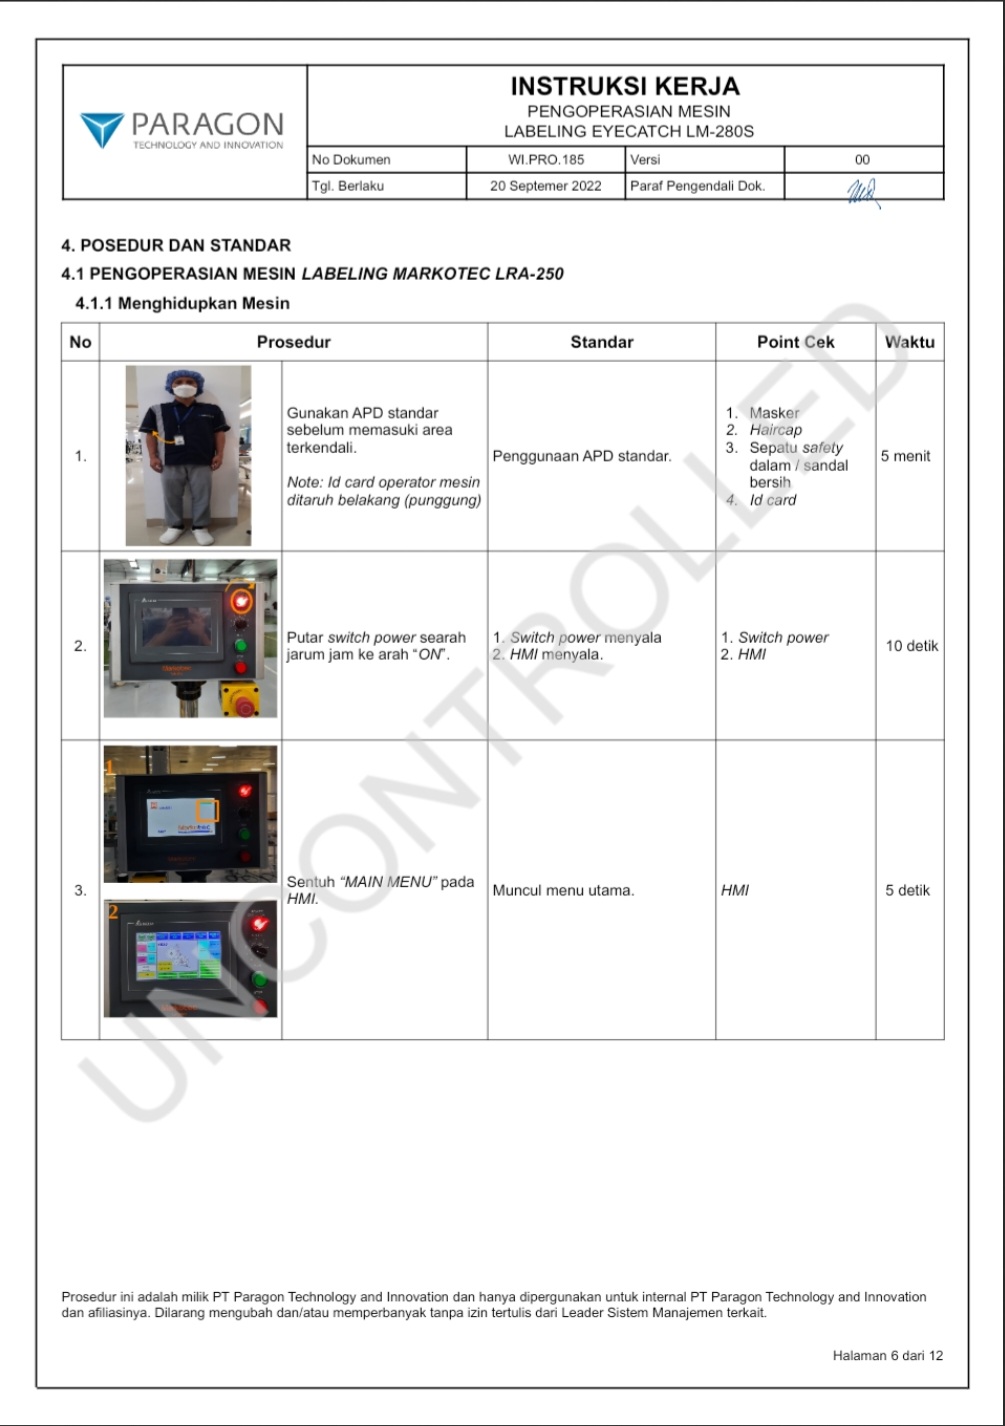 PARAGON
TECHNOLOGY AND INNOVATION
INSTRUKSI KERJA
PENGOPERASIAN MESIN
LABELING EYECATCH LM-280S
No Dokumen WI.PRO.185 Versi 00
Tgl. Berlaku 20 Septemer 2022 Paraf Pengendali Dok.
4. POSEDUR DAN STANDAR
4.1 PENGOPERASIAN MESIN LABELING MARKOTEC LRA-250
4.1.1 Menghidupkan Mesin
No Prosedur Standar Point Cek Waktu
1.
Gunakan APD standar
sebelum memasuki area
terkendali.
Note: Id card operator mesin
ditaruh belakang (punggung)
Penggunaan APD standar.
1. Masker
2. Haircap
3. Sepatu safety
dalam / sandal
bersih
4. Id card
5 menit
2.
Putar switch power searah
jarum jam ke arah “ON”.
1. Switch power menyala
2. HMI menyala.
1. Switch power
2. HMI
10 detik
3.
1
2
Sentuh “MAIN MENU” pada
HMI.
Muncul menu utama.
HMI
5 detik
UNCONTROLLED
Prosedur ini adalah milik PT Paragon Technology and Innovation dan hanya dipergunakan untuk internal PT Paragon Technology and Innovation
dan afiliasinya. Dilarang mengubah dan/atau memperbanyak tanpa izin tertulis dari Leader Sistem Manajemen terkait.
Halaman 6 dari 12